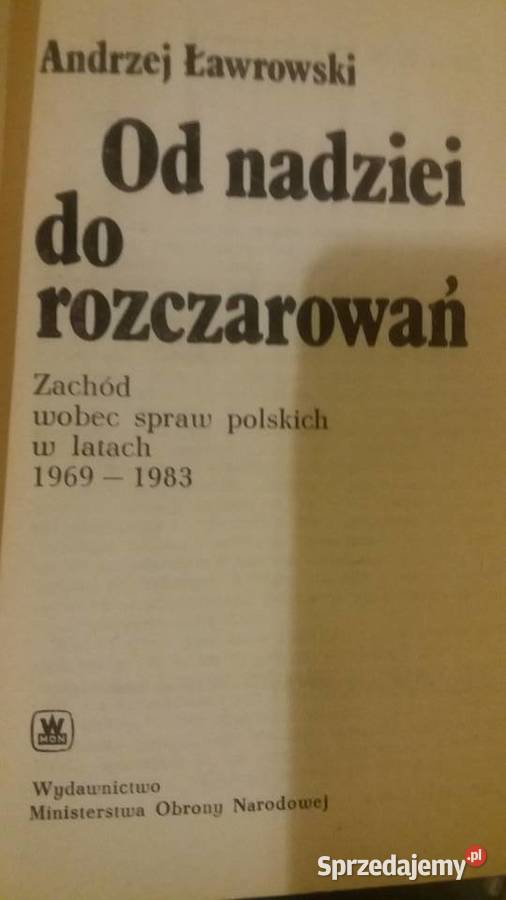 Andrzej Ławrowski
Od nadziei
do
rozczarowań
Zachód
wobec spraw polskich
w latach
1969 — 1983
W
MON
Wydawnictwo
Ministerstwa Obrony Narodowej
Sprzedajemy.pl